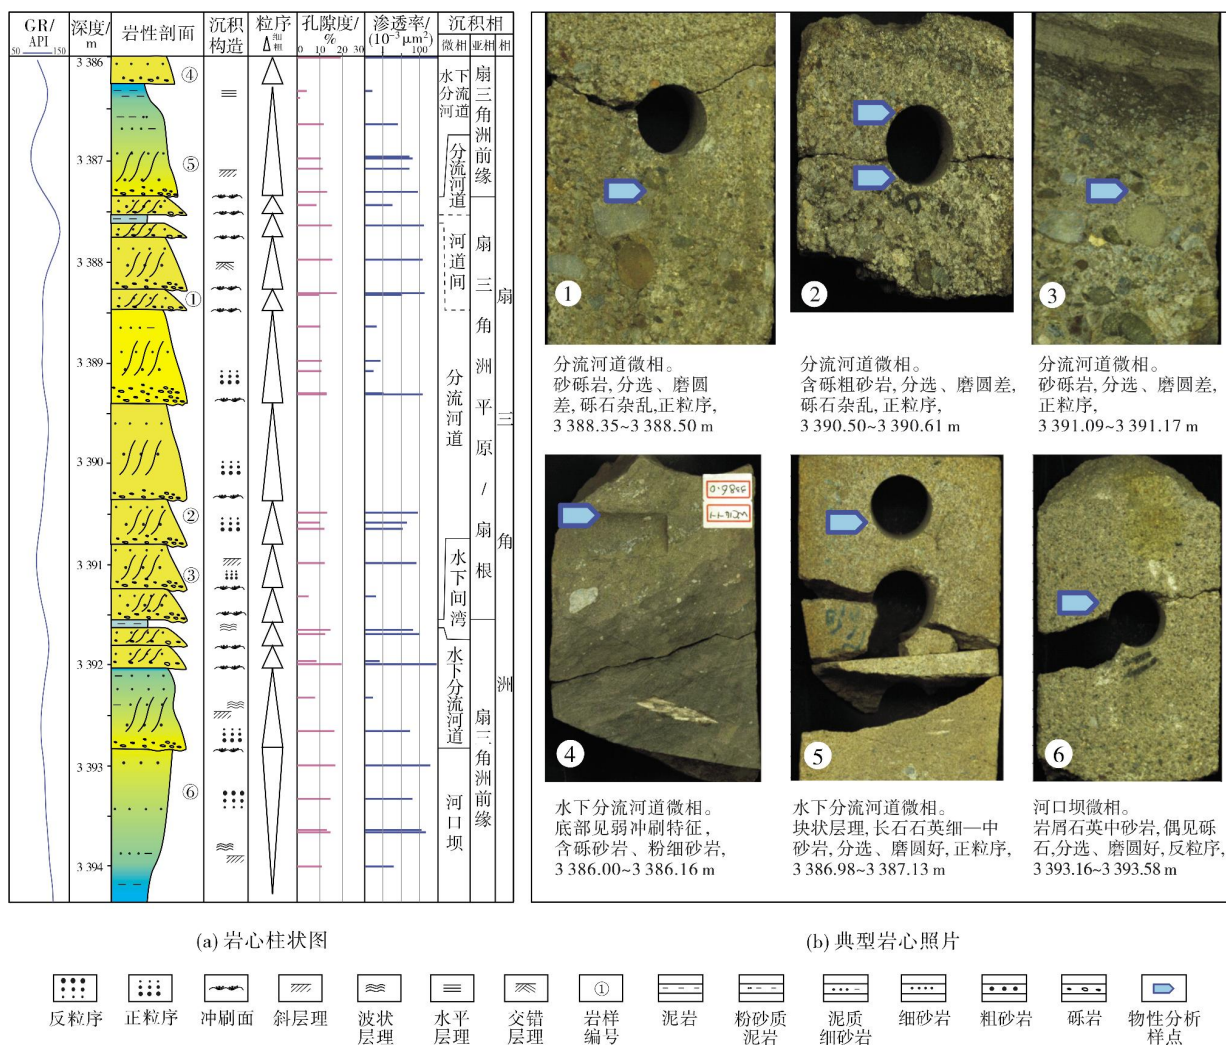 GR/
API
50 150
深度/
m
岩性剖面
沉积
构造
粒序
细
粗
孔隙度/
%
0 10 20 30
渗透率/
(10⁻³μm²)
1 100
沉积相
微相
亚相
相
3 386
3 387
3 388
3 389
3 390
3 391
3 392
3 393
3 394
④
⑤
①
②
③
⑥
水下分流河道
分流河道
河道间
分流河道
水下间湾
水下分流河道
河口坝
扇三角洲前缘
扇三角洲平原/扇根
扇三角洲前缘
扇三角洲
1
分流河道微相。
砂砾岩,分选、磨圆
差,砾石杂乱,正粒序,
3 388.35~3 388.50 m
2
分流河道微相。
含砾粗砂岩,分选、磨圆差,
砾石杂乱,正粒序,
3 390.50~3 390.61 m
3
分流河道微相。
砂砾岩,分选、磨圆差,
正粒序,
3 391.09~3 391.17 m
4
水下分流河道微相。
底部见弱冲刷特征,
含砾砂岩、粉细砂岩,
3 386.00~3 386.16 m
5
水下分流河道微相。
块状层理,长石石英细—中
砂岩,分选、磨圆好,正粒序,
3 386.98~3 387.13 m
6
河口坝微相。
岩屑石英中砂岩,偶见砾
石,分选、磨圆好,反粒序,
3 393.16~3 393.58 m
(a) 岩心柱状图
(b) 典型岩心照片
反粒序
正粒序
冲刷面
斜层理
波状
层理
水平
层理
交错
层理
①
岩样
编号
泥岩
粉砂质
泥岩
泥质
细砂岩
细砂岩
粗砂岩
砾岩
物性分析
样点